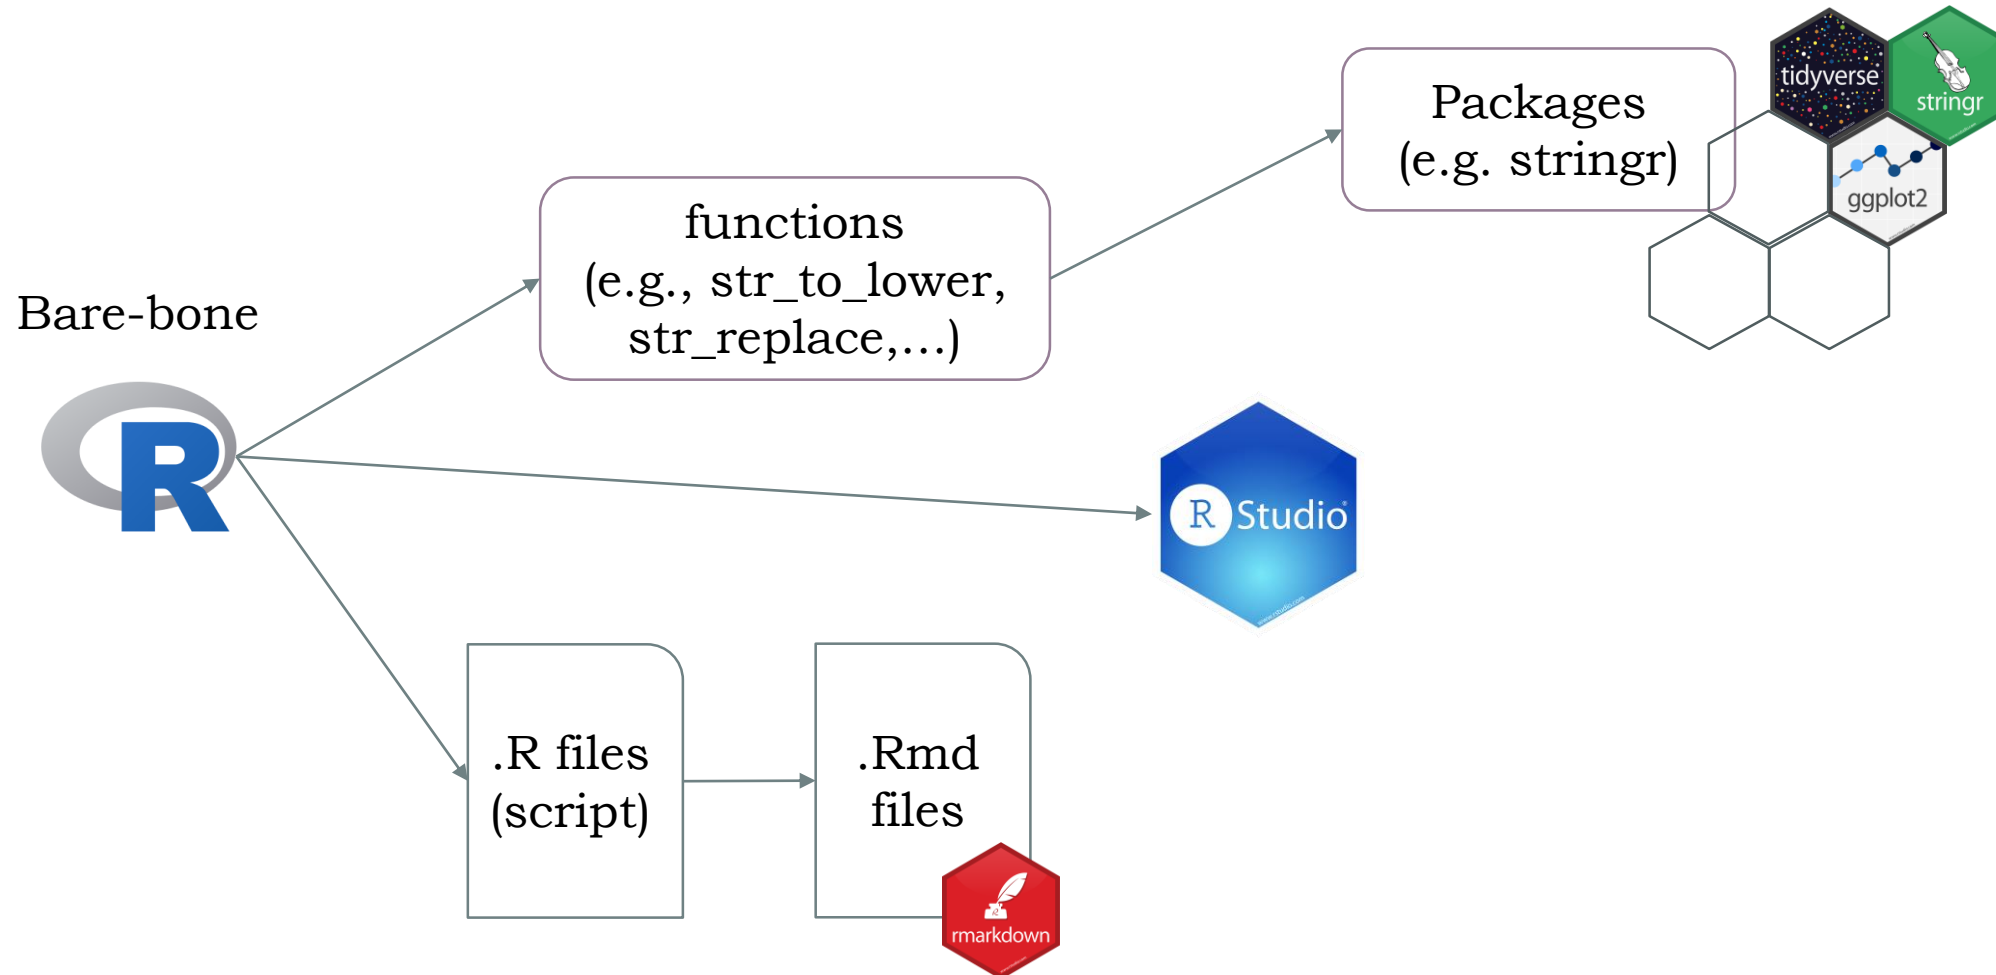 Bare-bone
R
functions
(e.g., str_to_lower,
str_replace,...)
Packages
(e.g. stringr)
tidyverse
stringr
ggplot2
R Studio
.R files
(script)
.Rmd
files
rmarkdown